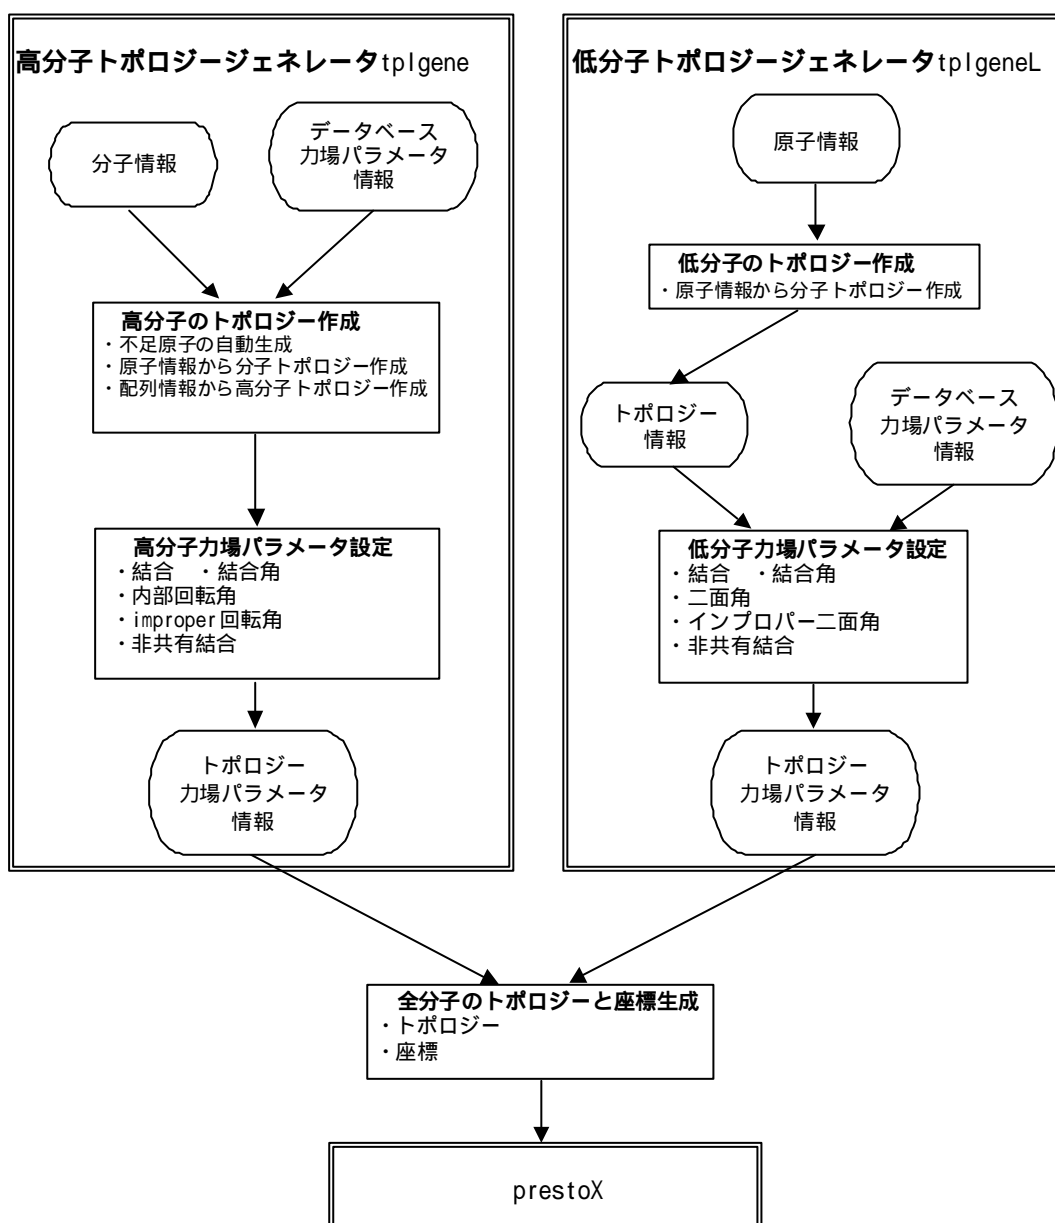 高分子トポロジージェネレータtplgene
分子情報
データベース
力場パラメータ
情報
高分子のトポロジー作成
・不足原子の自動生成
・原子情報から分子トポロジー作成
・配列情報から高分子トポロジー作成
高分子力場パラメータ設定
・結合　・結合角
・内部回転角
・improper回転角
・非共有結合
トポロジー
力場パラメータ
情報
低分子トポロジージェネレータtplgeneL
原子情報
低分子のトポロジー作成
・原子情報から分子トポロジー作成
トポロジー
情報
データベース
力場パラメータ
情報
低分子力場パラメータ設定
・結合　・結合角
・二面角
・インプロパー二面角
・非共有結合
トポロジー
力場パラメータ
情報
全分子のトポロジーと座標生成
・トポロジー
・座標
prestoX